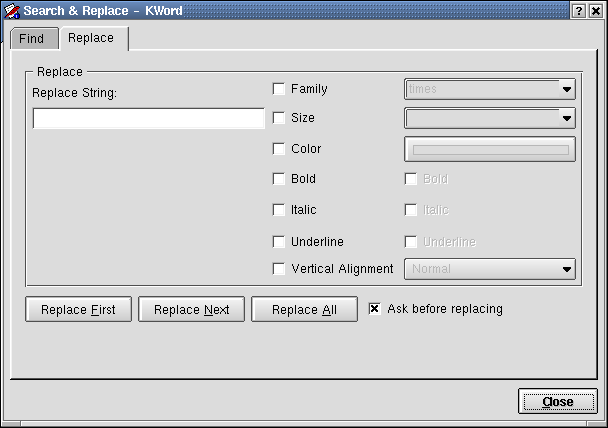 Search & Replace - KWord
Find Replace
Replace
Replace String:
Family times
Size
Color
Bold Bold
Italic Italic
Underline Underline
Vertical Alignment Normal
Replace First Replace Next Replace All Ask before replacing
Close